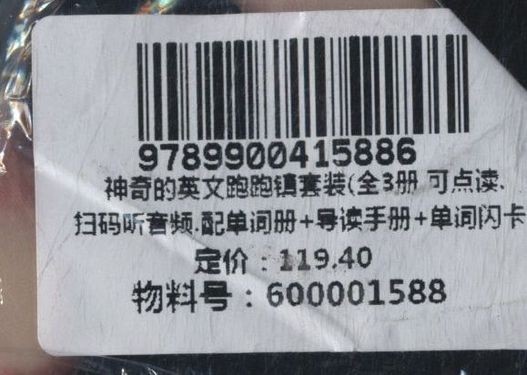 9789900415886
神奇的英文跑跑镇套装(全3册 可点读.
扫码听音频.配单词册+导读手册+单词闪卡
定价：119.40
物料号：600001588